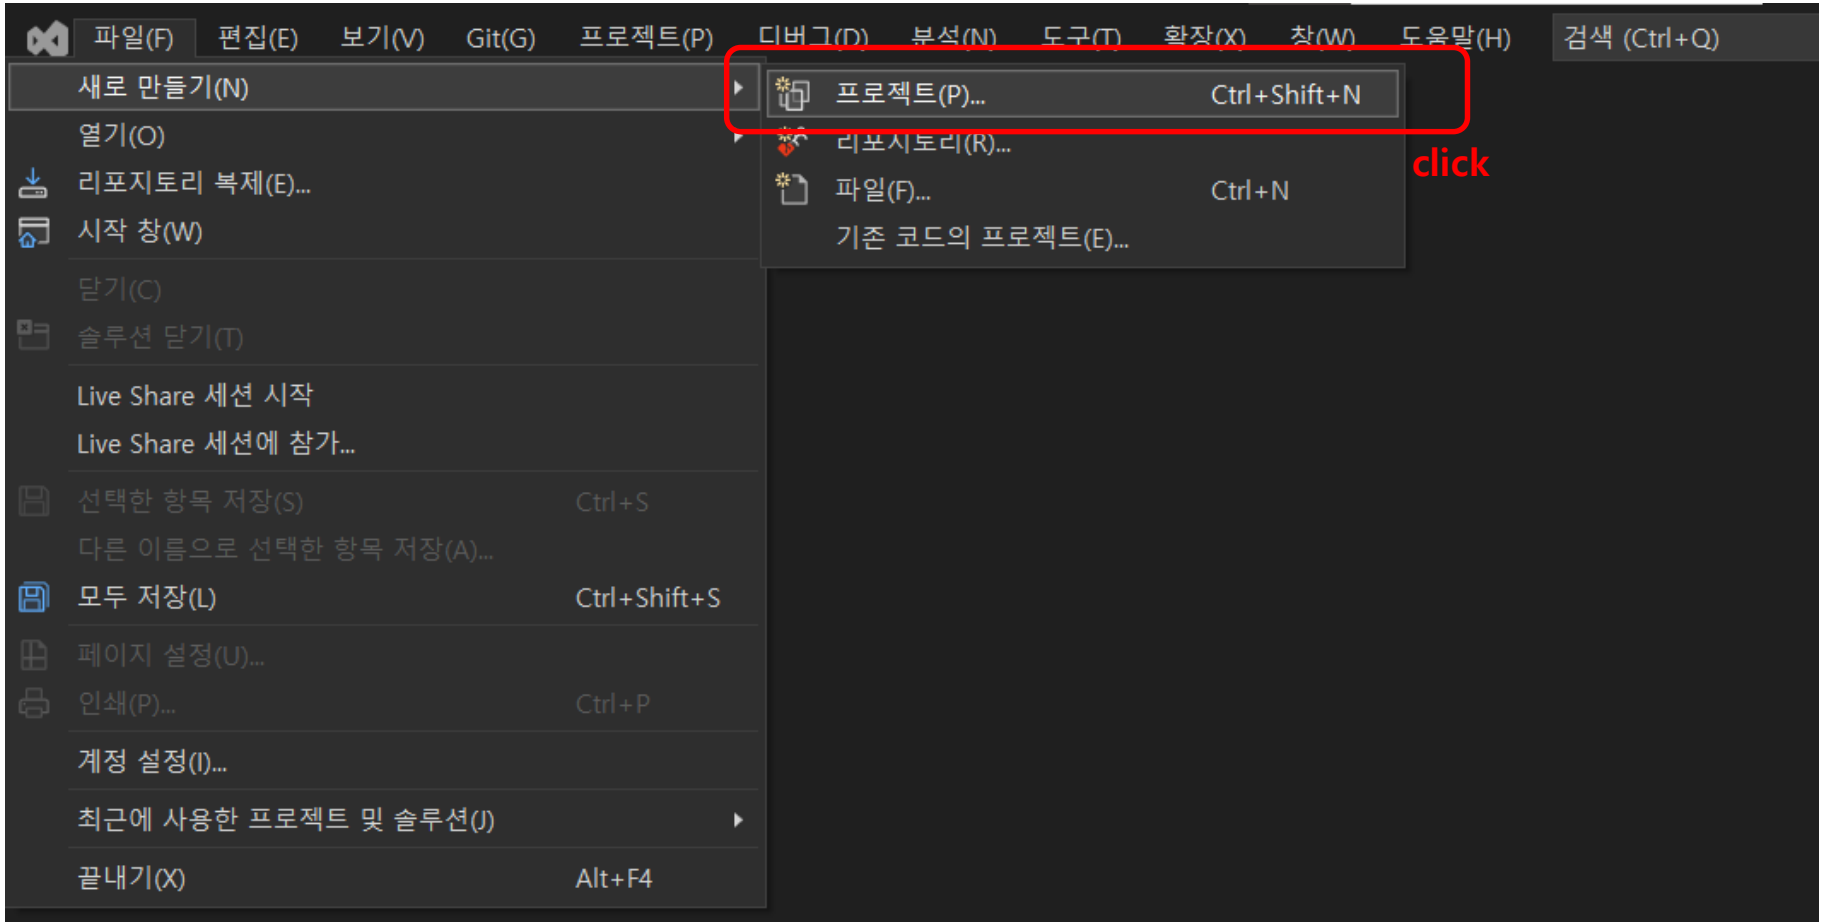 파일(F) 편집(E) 보기(V) Git(G) 프로젝트(P) 디버그(D) 분석(N) 도구(T) 확장(X) 창(W) 도움말(H) 검색 (Ctrl+Q)
새로 만들기(N)
열기(O)
리포지토리 복제(E)...
시작 창(W)
닫기(C)
솔루션 닫기(T)
Live Share 세션 시작
Live Share 세션에 참가...
선택한 항목 저장(S) Ctrl+S
다른 이름으로 선택한 항목 저장(A)...
모두 저장(L) Ctrl+Shift+S
페이지 설정(U)...
인쇄(P)... Ctrl+P
계정 설정(I)...
최근에 사용한 프로젝트 및 솔루션(J)
끝내기(X) Alt+F4
프로젝트(P)... Ctrl+Shift+N
리포지토리(R)...
파일(F)... Ctrl+N
기존 코드의 프로젝트(E)...
click